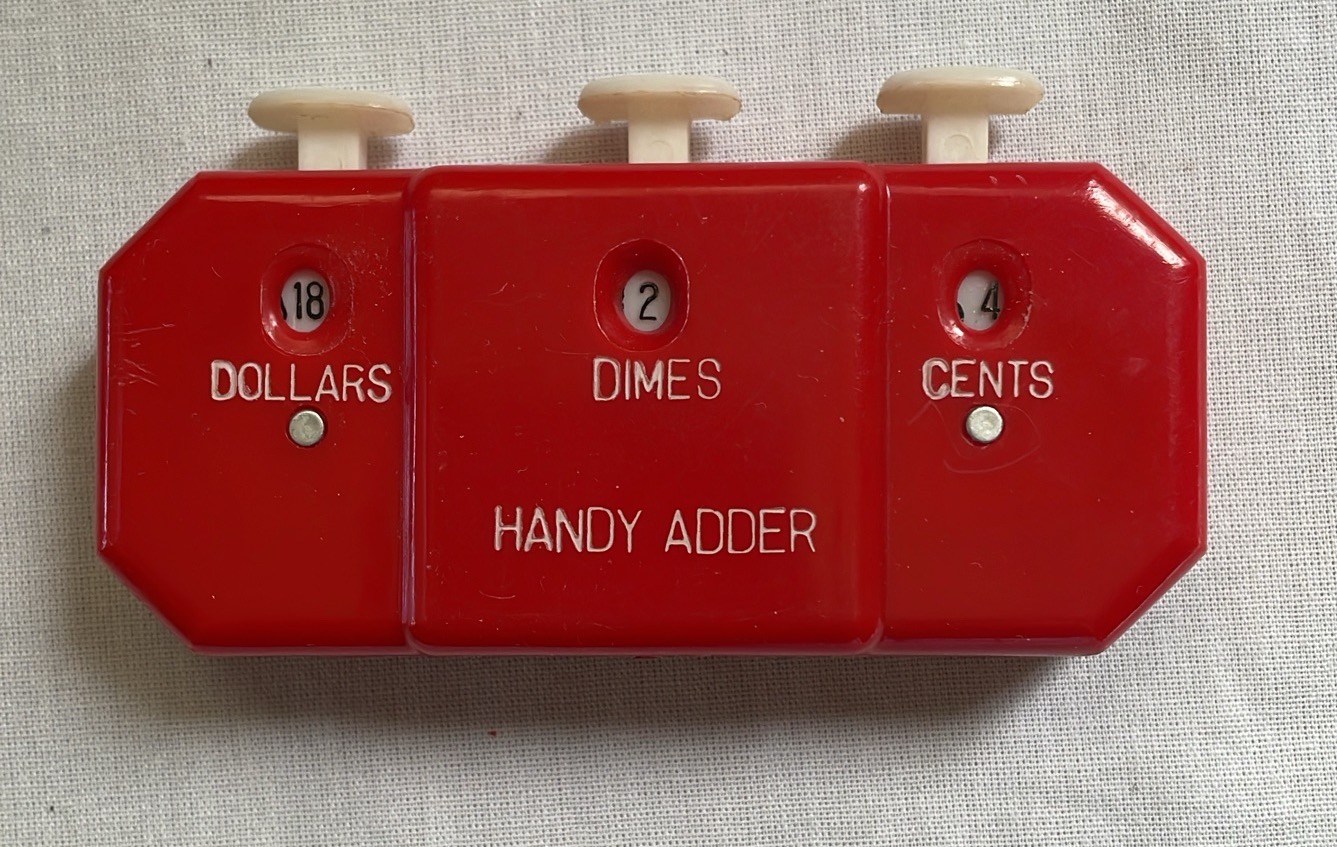 18 2 4
DOLLARS DIMES CENTS
HANDY ADDER